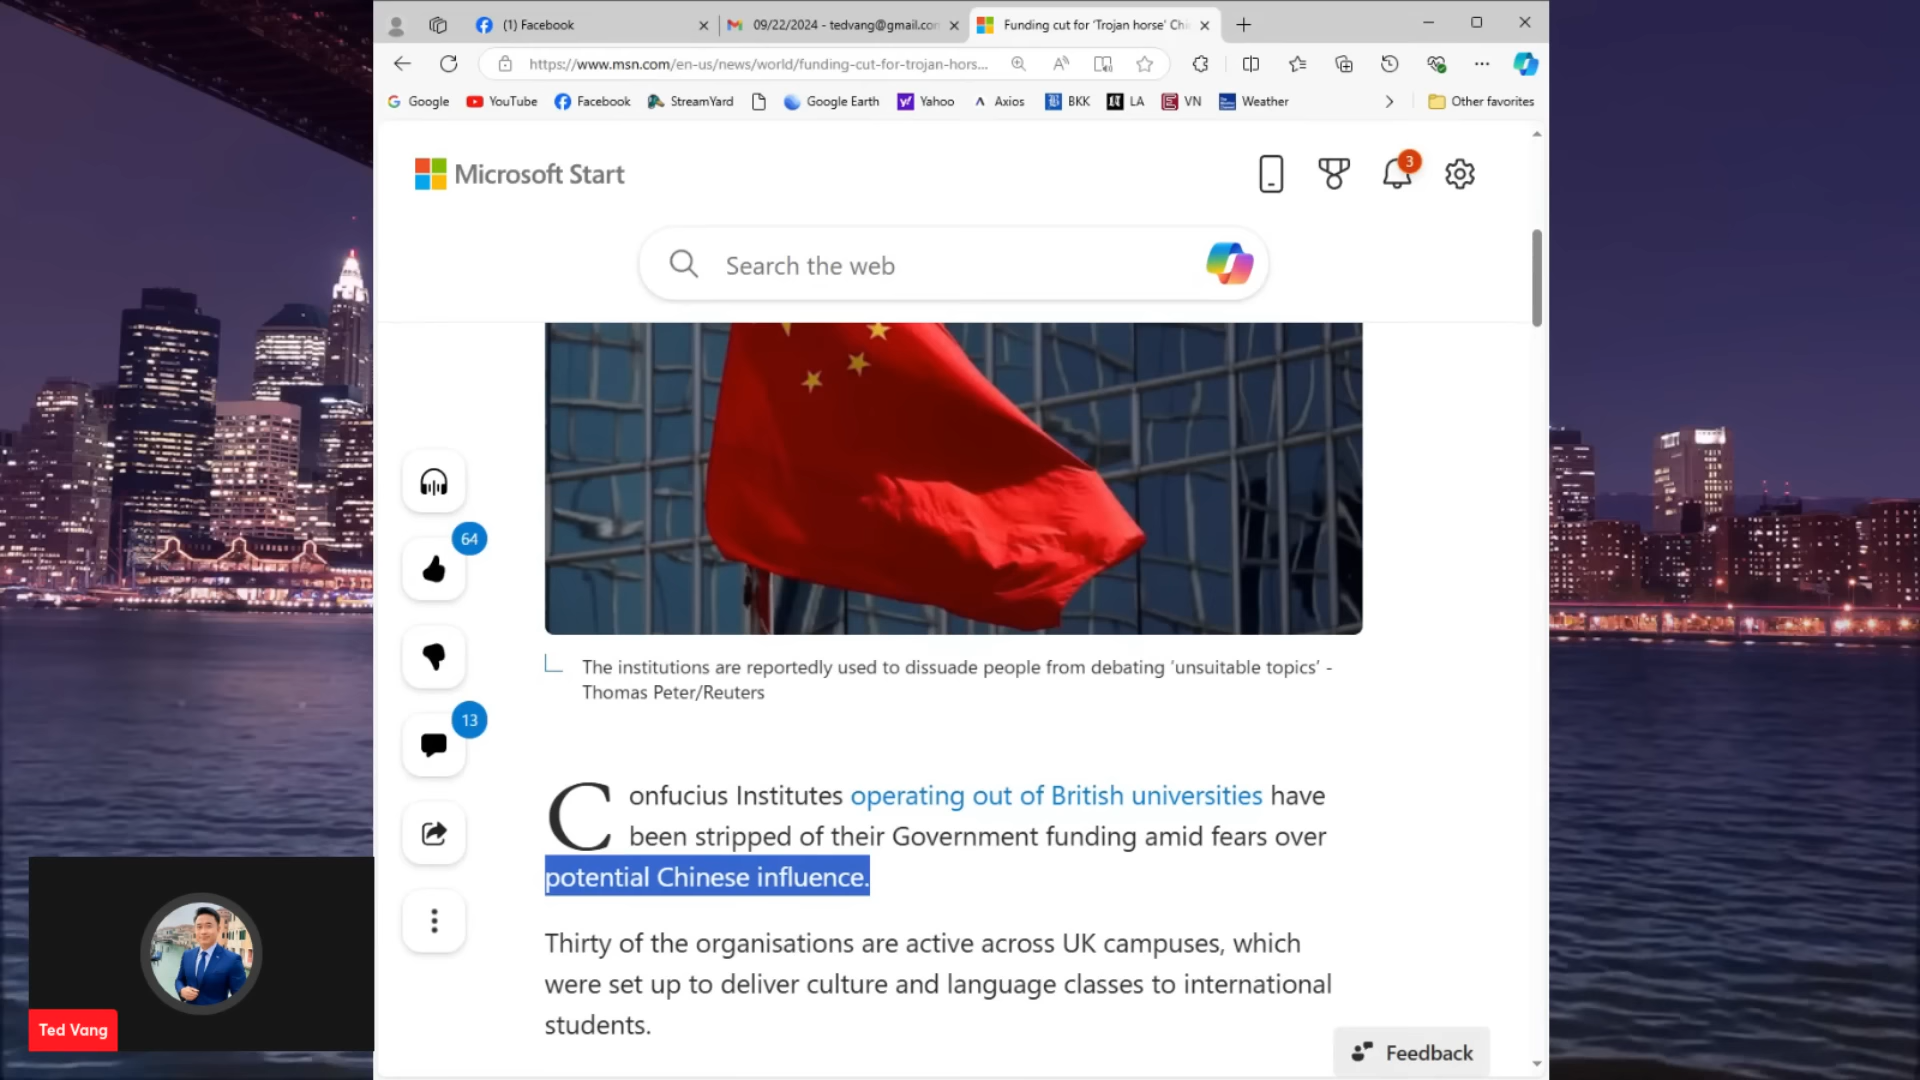 (1) Facebook
09/22/2024 - tedvang@gmail.com
Funding cut for 'Trojan horse' Chi
https://www.msn.com/en-us/news/world/funding-cut-for-trojan-hors...
Google YouTube Facebook StreamYard Google Earth Yahoo Axios BKK LA VN Weather Other favorites
Microsoft Start
3
Search the web
64
13
The institutions are reportedly used to dissuade people from debating ‘unsuitable topics’ -
Thomas Peter/Reuters
Confucius Institutes operating out of British universities have
been stripped of their Government funding amid fears over
potential Chinese influence.
Thirty of the organisations are active across UK campuses, which
were set up to deliver culture and language classes to international
students.
Feedback
Ted Vang